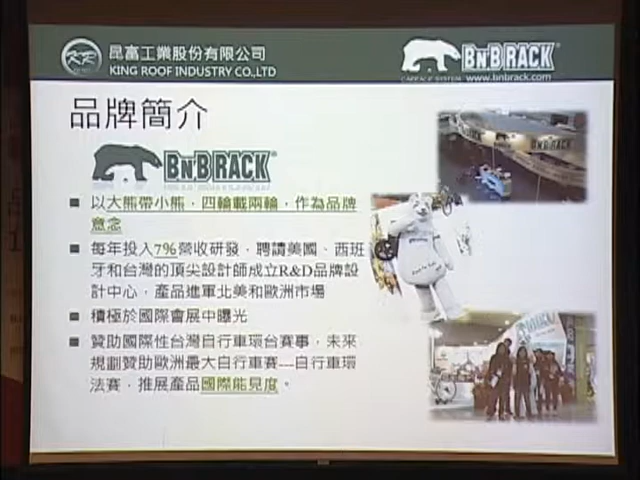 昆富工業股份有限公司
KING ROOF INDUSTRY CO.,LTD
BNB RACK
CARRACK SYSTEM www.bnbrack.com
品牌簡介
BNB RACK
以大熊帶小熊，四輪載兩輪，作為品牌
意念
每年投入7%營收研發，聘請美國、西班
牙和台灣的頂尖設計師成立R&D品牌設
計中心，產品進軍北美和歐洲市場
積極於國際會展中曝光
贊助國際性台灣自行車環台賽事，未來
規劃贊助歐洲最大自行車賽---自行車環
法賽，推展產品國際能見度。